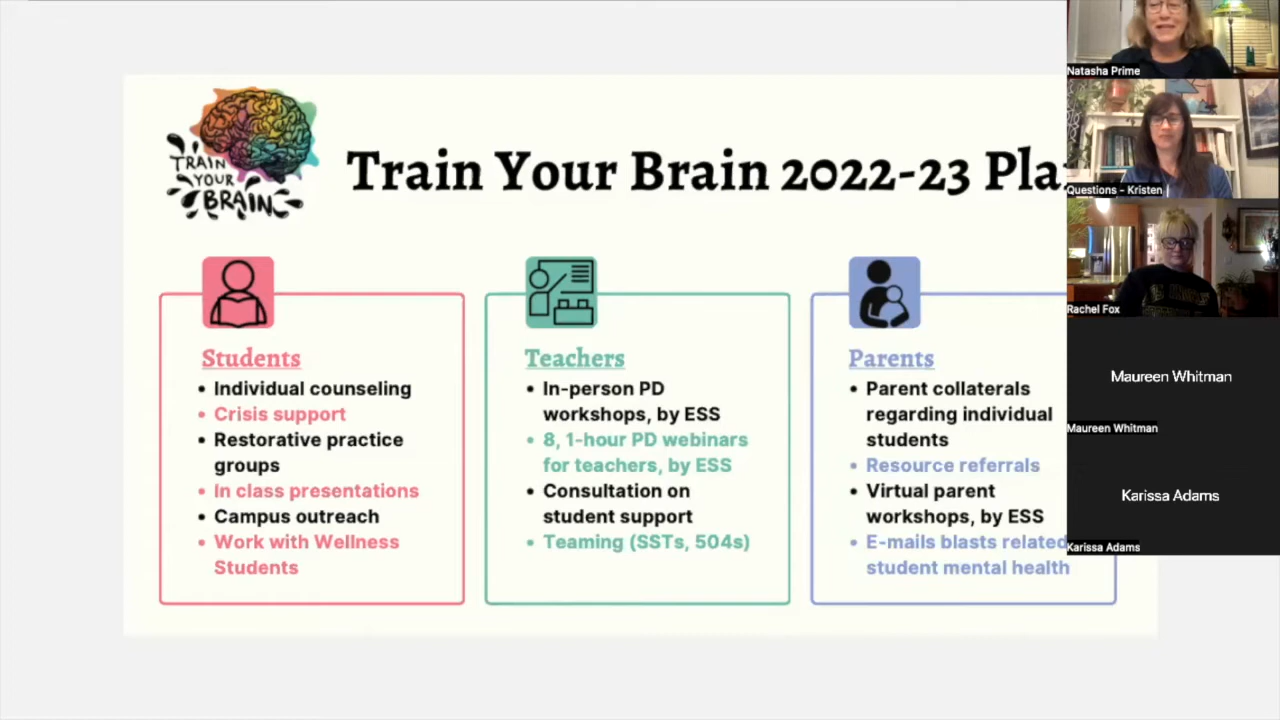 TRAIN
YOUR
BRAIN
Train Your Brain 2022-23 Pla
Students
• Individual counseling
• Crisis support
• Restorative practice
groups
• In class presentations
• Campus outreach
• Work with Wellness
Students
Teachers
• In-person PD
workshops, by ESS
• 8, 1-hour PD webinars
for teachers, by ESS
• Consultation on
student support
• Teaming (SSTs, 504s)
Parents
• Parent collaterals
regarding individual
students
• Resource referrals
• Virtual parent
workshops, by ESS
• E-mails blasts related
student mental health
Natasha Prime
Questions - Kristen
Rachel Fox
Maureen Whitman
Maureen Whitman
Karissa Adams
Karissa Adams